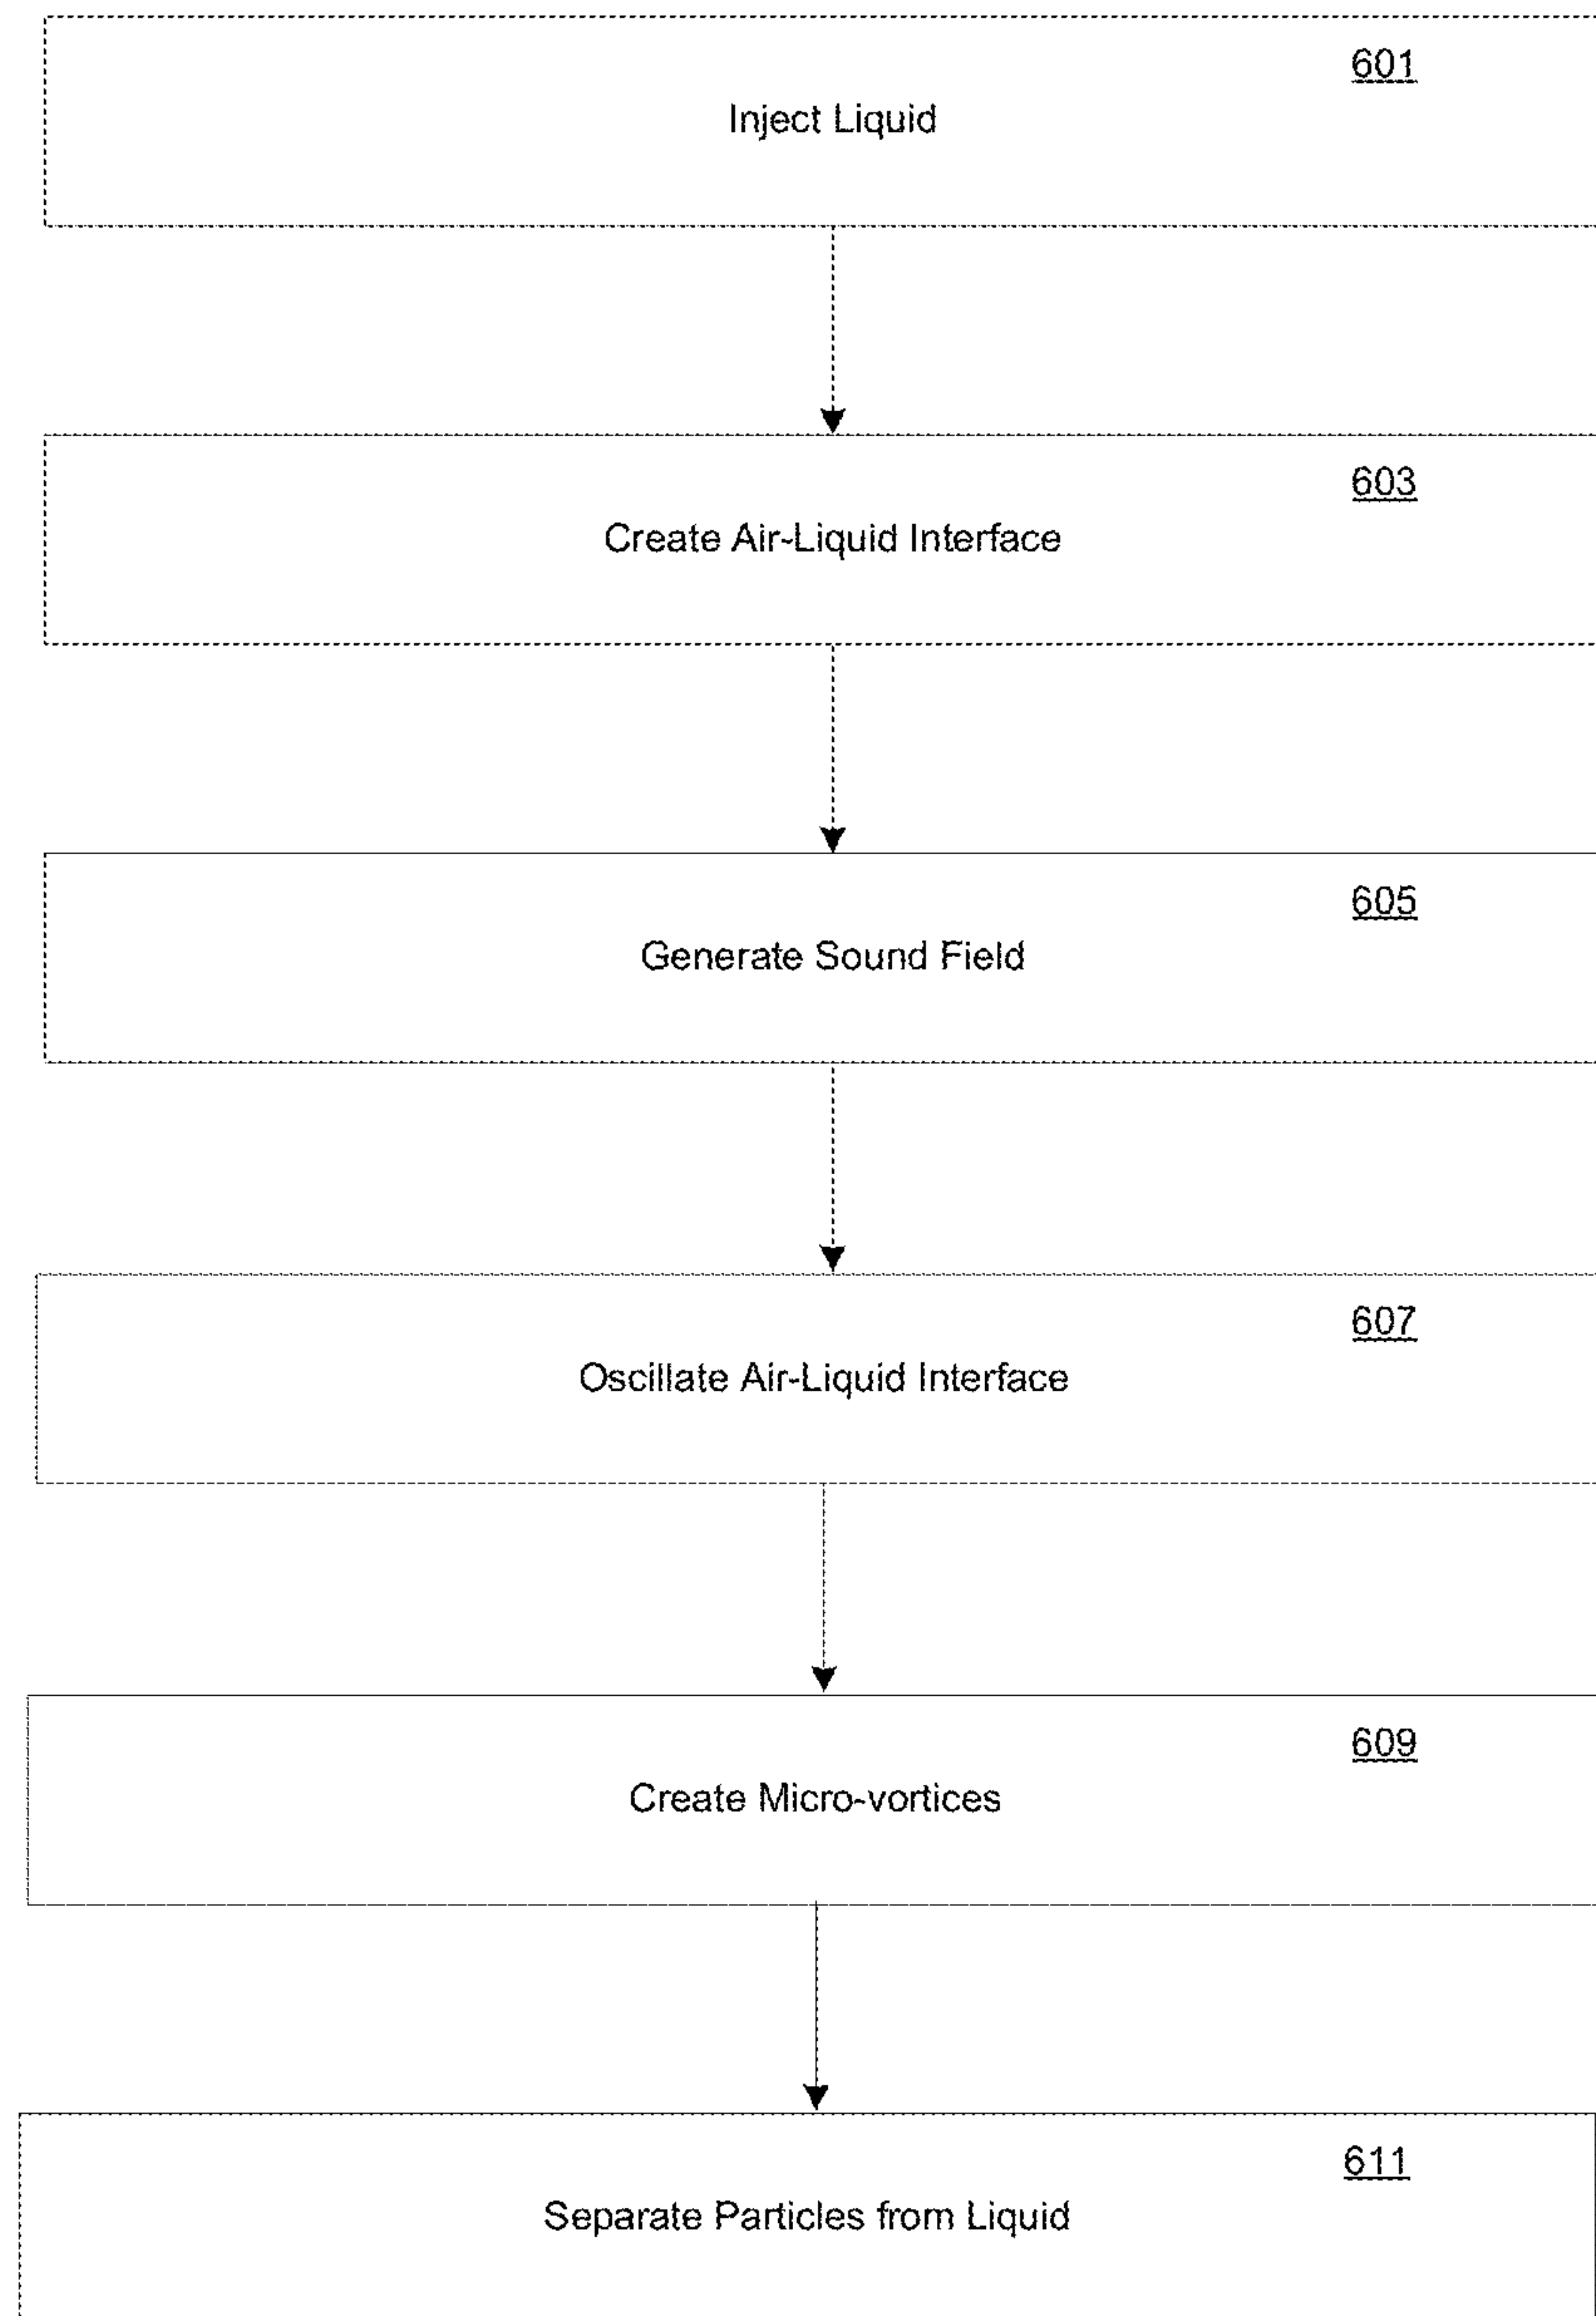 601
Inject Liquid
603
Create Air-Liquid Interface
605
Generate Sound Field
607
Oscillate Air-Liquid Interface
609
Create Micro-vortices
611
Separate Particles from Liquid